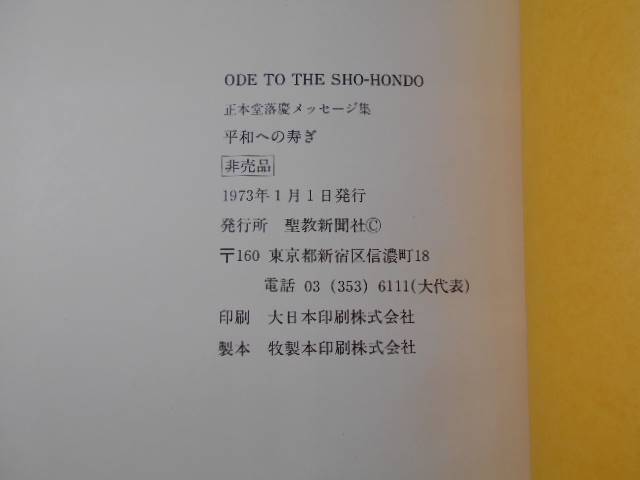 ODE TO THE SHO-HONDO
正本堂落慶メッセージ集
平和への寿ぎ
非売品
1973年1月1日発行
発行所 聖教新聞社©
〒160 東京都新宿区信濃町18
電話 03 (353) 6111(大代表)
印刷 大日本印刷株式会社
製本 牧製本印刷株式会社